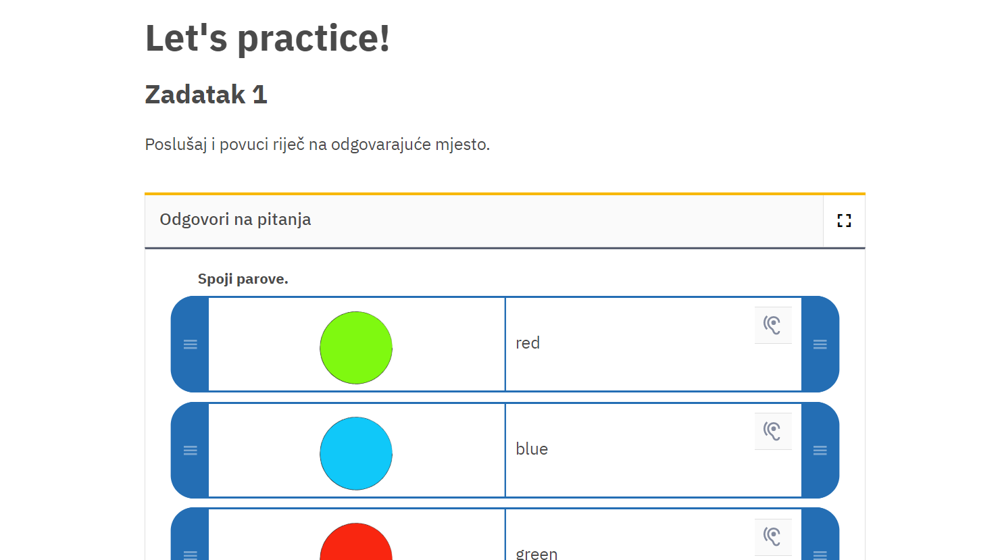 Let's practice!
Zadatak 1
Poslušaj i povuci riječ na odgovarajuće mjesto.
Odgovori na pitanja
Spoji parove.
red
blue
green